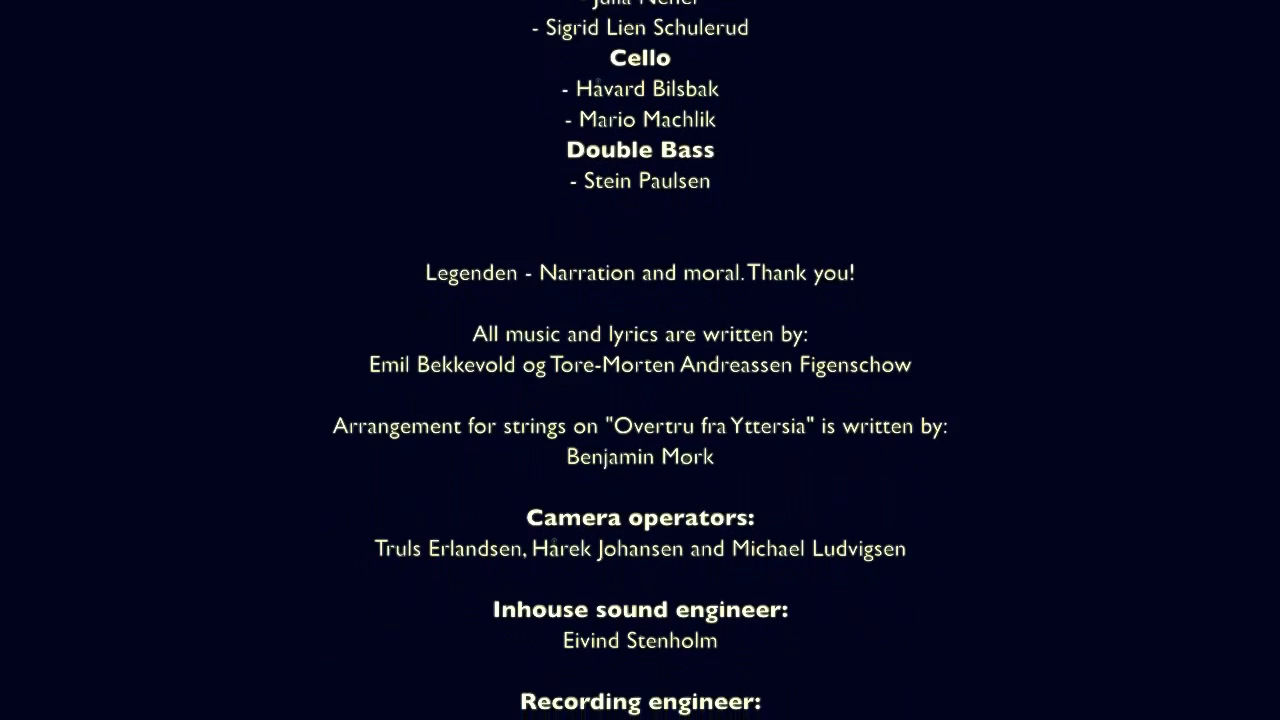 - Sigrid Lien Schulerud
Cello
- Håvard Bilsbak
- Mario Machlik
Double Bass
- Stein Paulsen
Legenden - Narration and moral. Thank you!
All music and lyrics are written by:
Emil Bekkevold og Tore-Morten Andreassen Figenschow
Arrangement for strings on "Overtru fra Yttersia" is written by:
Benjamin Mork
Camera operators:
Truls Erlandsen, Hårek Johansen and Michael Ludvigsen
Inhouse sound engineer:
Eivind Stenholm
Recording engineer: